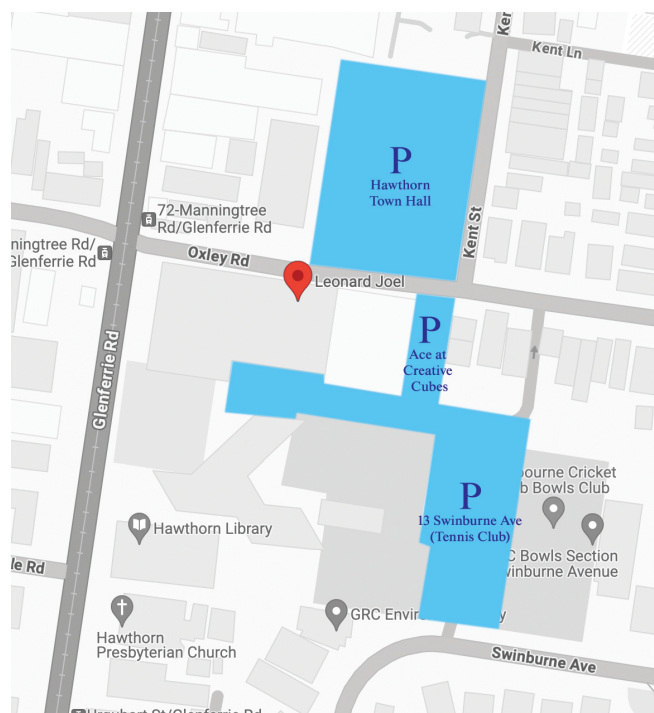 Kent Ln
P
Hawthorn
Town Hall
72-Manningtree
Rd/Glenferrie Rd
Kent St
ningtree Rd/
Glenferrie Rd
Oxley Rd
Leonard Joel
P
Ace at
Creative
Cubes
Glenferrie Rd
P
13 Swinburne Ave
(Tennis Club)
bourne Cricket
b Bowls Club
C Bowls Section
winburne Avenue
Hawthorn Library
le Rd
GRC Envir
y
Hawthorn
Presbyterian Church
Swinburne Ave